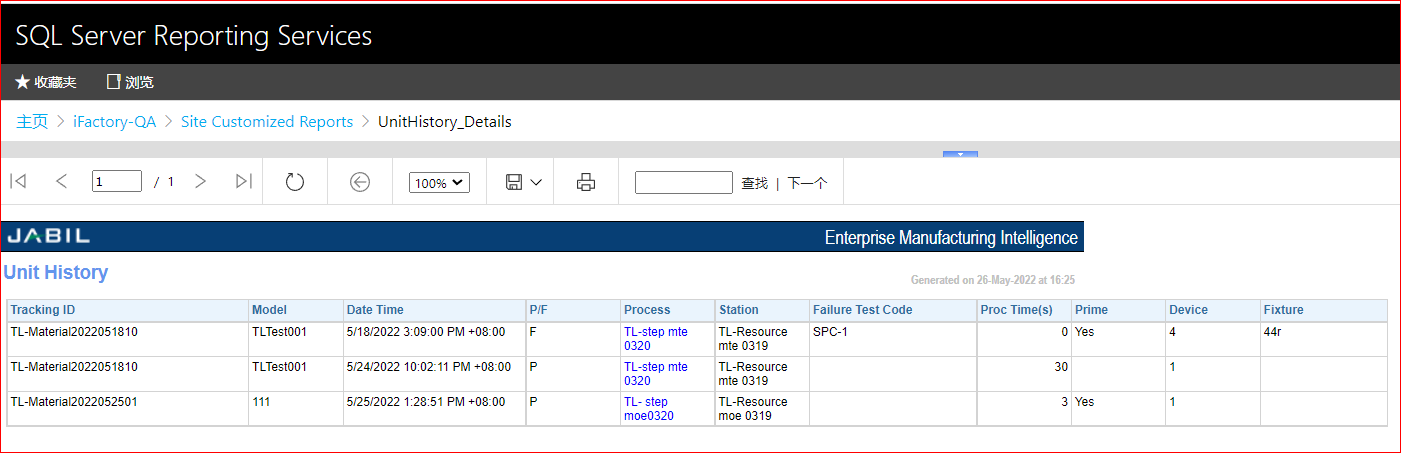 SQL Server Reporting Services
收藏夹 浏览
主页 > iFactory-QA > Site Customized Reports > UnitHistory_Details
1 / 1 100% 查找 | 下一个
JABIL Enterprise Manufacturing Intelligence
Unit History
Generated on 26-May-2022 at 16:25
Tracking ID Model Date Time P/F Process Station Failure Test Code Proc Time(s) Prime Device Fixture
TL-Material2022051810 TLTest001 5/18/2022 3:09:00 PM +08:00 F TL-step mte TL-Resource SPC-1 0 Yes 4 44r
0320 mte 0319
TL-Material2022051810 TLTest001 5/24/2022 10:02:11 PM +08:00 P TL-step mte TL-Resource 30 1
0320 mte 0319
TL-Material2022052501 111 5/25/2022 1:28:51 PM +08:00 P TL- step TL-Resource 3 Yes 1
moe0320 moe 0319